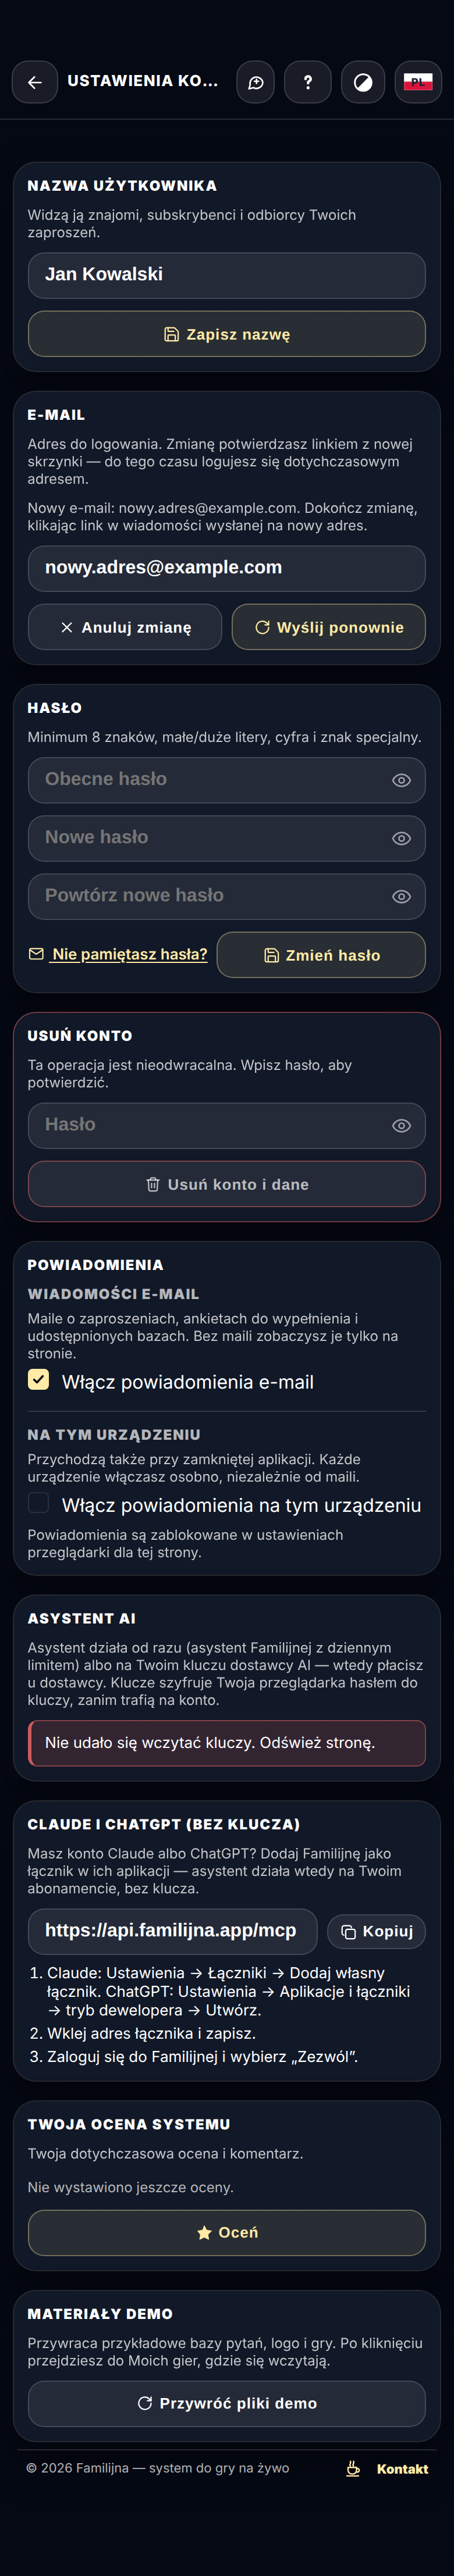 USTAWIENIA KO...
?
PL
NAZWA UŻYTKOWNIKA
Widzą ją znajomi, subskrybenci i odbiorcy Twoich
zaproszeń.
Jan Kowalski
Zapisz nazwę
E-MAIL
Adres do logowania. Zmianę potwierdzasz linkiem z nowej
skrzynki — do tego czasu logujesz się dotychczasowym
adresem.
Nowy e-mail: nowy.adres@example.com. Dokończ zmianę,
klikając link w wiadomości wysłanej na nowy adres.
nowy.adres@example.com
Anuluj zmianę
Wyślij ponownie
HASŁO
Minimum 8 znaków, małe/duże litery, cyfra i znak specjalny.
Obecne hasło
Nowe hasło
Powtórz nowe hasło
Nie pamiętasz hasła?
Zmień hasło
USUŃ KONTO
Ta operacja jest nieodwracalna. Wpisz hasło, aby
potwierdzić.
Hasło
Usuń konto i dane
POWIADOMIENIA
WIADOMOŚCI E-MAIL
Maile o zaproszeniach, ankietach do wypełnienia i
udostępnionych bazach. Bez maili zobaczysz je tylko na
stronie.
Włącz powiadomienia e-mail
NA TYM URZĄDZENIU
Przychodzą także przy zamkniętej aplikacji. Każde
urządzenie włączasz osobno, niezależnie od maili.
Włącz powiadomienia na tym urządzeniu
Powiadomienia są zablokowane w ustawieniach
przeglądarki dla tej strony.
ASYSTENT AI
Asystent działa od razu (asystent Familijnej z dziennym
limitem) albo na Twoim kluczu dostawcy AI — wtedy płacisz
u dostawcy. Klucze szyfruje Twoja przeglądarka hasłem do
kluczy, zanim trafią na konto.
Nie udało się wczytać kluczy. Odśwież stronę.
CLAUDE I CHATGPT (BEZ KLUCZA)
Masz konto Claude albo ChatGPT? Dodaj Familijnę jako
łącznik w ich aplikacji — asystent działa wtedy na Twoim
abonamencie, bez klucza.
https://api.familijna.app/mcp
Kopiuj
1. Claude: Ustawienia → Łączniki → Dodaj własny
łącznik. ChatGPT: Ustawienia → Aplikacje i łączniki
→ tryb dewelopera → Utwórz.
2. Wklej adres łącznika i zapisz.
3. Zaloguj się do Familijnej i wybierz „Zezwól”.
TWOJA OCENA SYSTEMU
Twoja dotychczasowa ocena i komentarz.
Nie wystawiono jeszcze oceny.
Oceń
MATERIAŁY DEMO
Przywraca przykładowe bazy pytań, logo i gry. Po kliknięciu
przejdziesz do Moich gier, gdzie się wczytają.
Przywróć pliki demo
© 2026 Familijna — system do gry na żywo
Kontakt